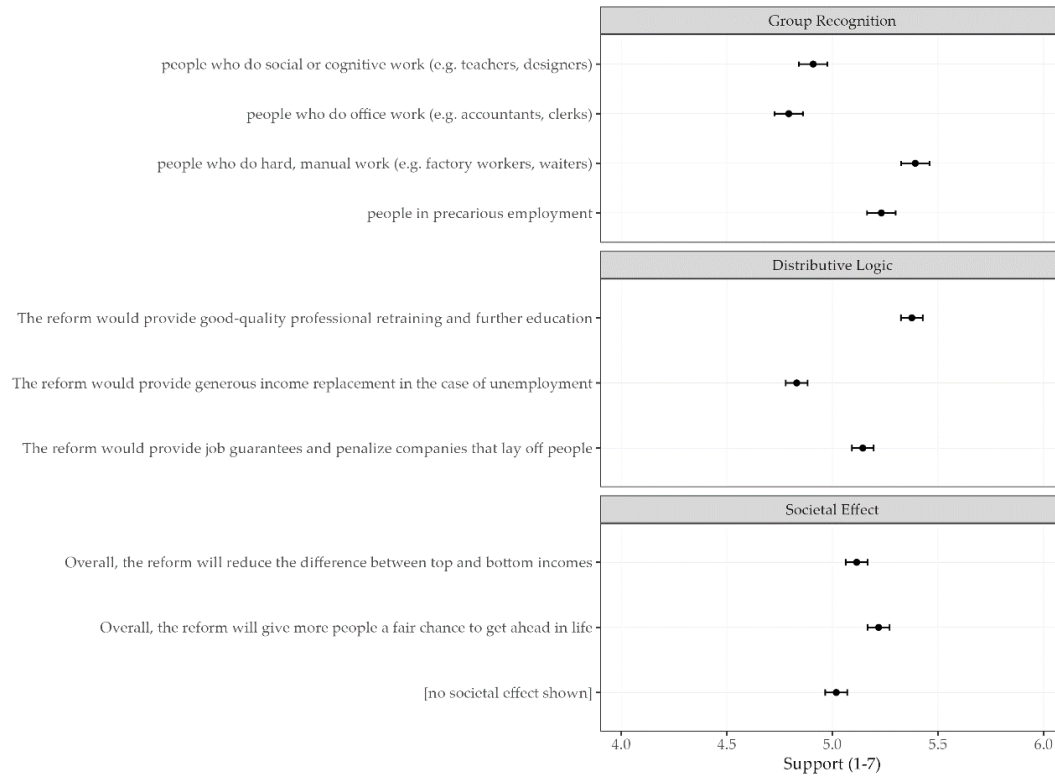 Group Recognition
people who do social or cognitive work (e.g. teachers, designers)
people who do office work (e.g. accountants, clerks)
people who do hard, manual work (e.g. factory workers, waiters)
people in precarious employment
Distributive Logic
The reform would provide good-quality professional retraining and further education
The reform would provide generous income replacement in the case of unemployment
The reform would provide job guarantees and penalize companies that lay off people
Societal Effect
Overall, the reform will reduce the difference between top and bottom incomes
Overall, the reform will give more people a fair chance to get ahead in life
[no societal effect shown]
4.0 4.5 5.0 5.5 6.0
Support (1-7)